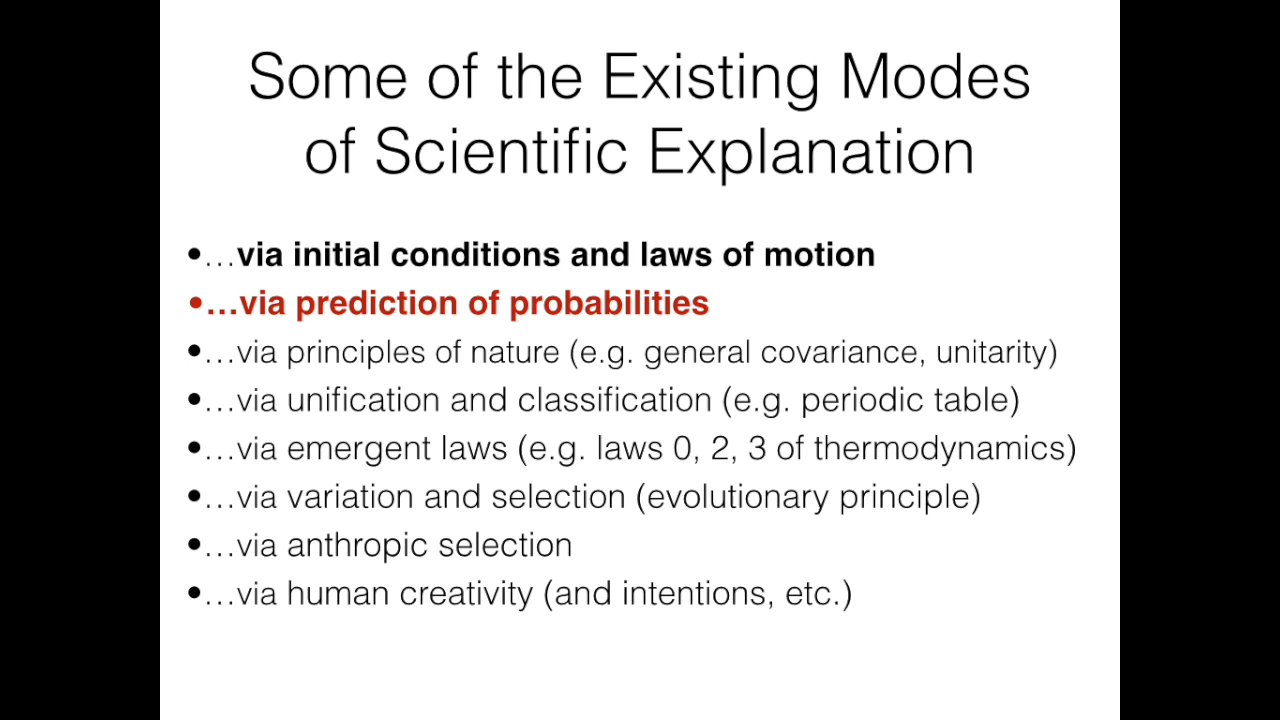 Some of the Existing Modes
of Scientific Explanation
•…via initial conditions and laws of motion
•…via prediction of probabilities
•…via principles of nature (e.g. general covariance, unitarity)
•…via unification and classification (e.g. periodic table)
•…via emergent laws (e.g. laws 0, 2, 3 of thermodynamics)
•…via variation and selection (evolutionary principle)
•…via anthropic selection
•…via human creativity (and intentions, etc.)